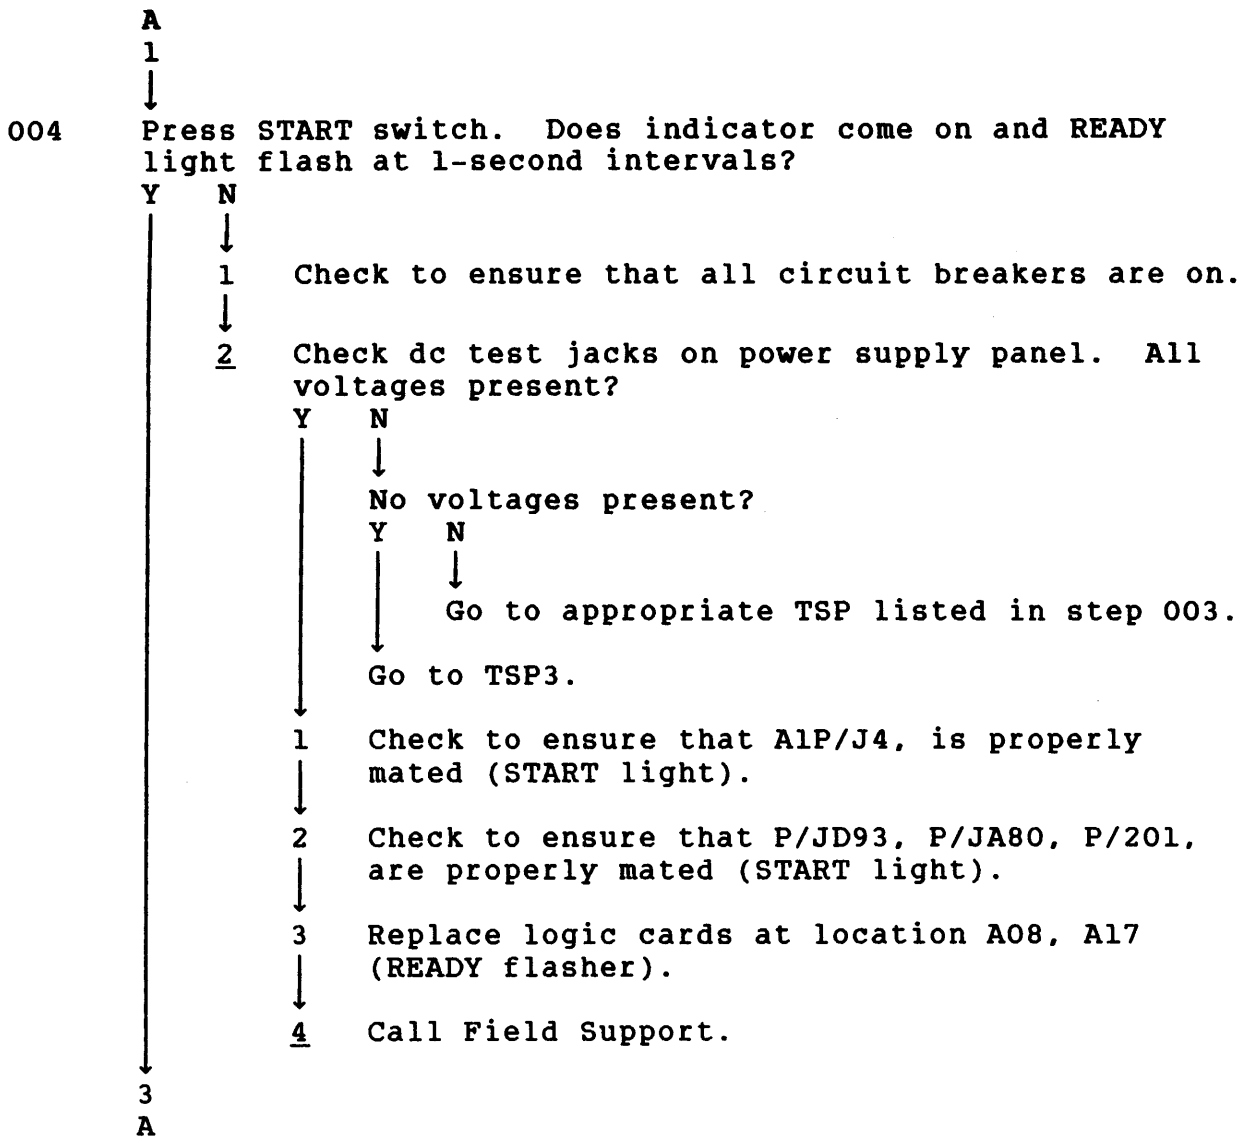 A
1
004 Press START switch. Does indicator come on and READY
light flash at 1-second intervals?
Y N
1 Check to ensure that all circuit breakers are on.
2 Check dc test jacks on power supply panel. All
voltages present?
Y N
No voltages present?
Y N
Go to appropriate TSP listed in step 003.
Go to TSP3.
1 Check to ensure that A1P/J4, is properly
mated (START light).
2 Check to ensure that P/JD93, P/JA80, P/201,
are properly mated (START light).
3 Replace logic cards at location A08, A17
(READY flasher).
4 Call Field Support.
3
A